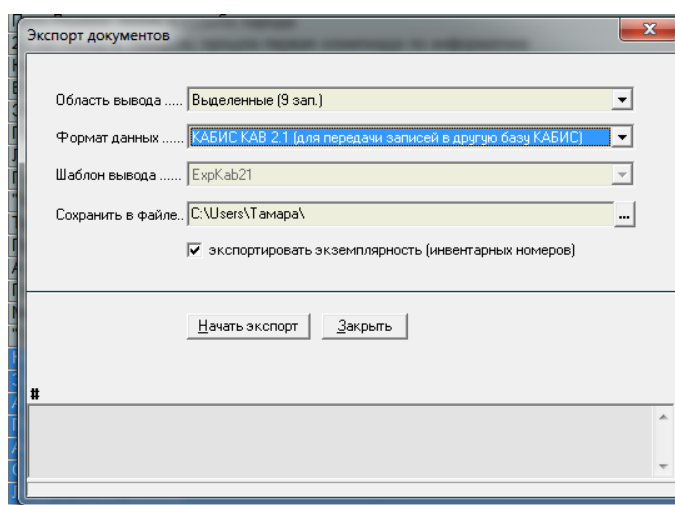 Экспорт документов
Область вывода ..... Выделенные (9 зап.)
Формат данных ...... КАБИС KAB 2.1 (для передачи записей в другую базу КАБИС)
Шаблон вывода ...... ExpKab21
Сохранить в файле.. C:\Users\Тамара\ ...
экспортировать экземплярность (инвентарных номеров)
Начать экспорт Закрыть
#